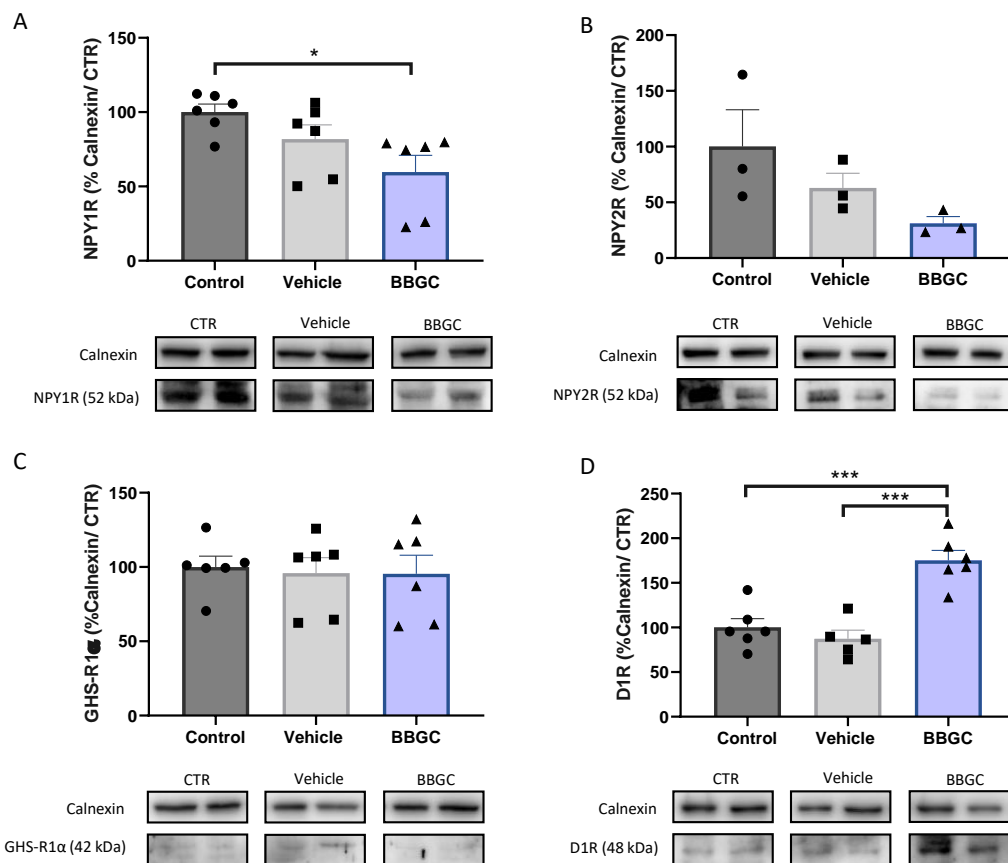 A
NPY1R (% Calnexin/ CTR)
150
100
50
0
*
Control Vehicle BBGC
CTR Vehicle BBGC
Calnexin
NPY1R (52 kDa)
B
NPY2R (% Calnexin/ CTR)
200
150
100
50
0
Control Vehicle BBGC
CTR Vehicle BBGC
Calnexin
NPY2R (52 kDa)
C
GHS-R1α (%Calnexin/ CTR)
150
100
50
0
Control Vehicle BBGC
CTR Vehicle BBGC
Calnexin
GHS-R1α (42 kDa)
D
D1R (%Calnexin/ CTR)
250
200
150
100
50
0
***
***
Control Vehicle BBGC
CTR Vehicle BBGC
Calnexin
D1R (48 kDa)